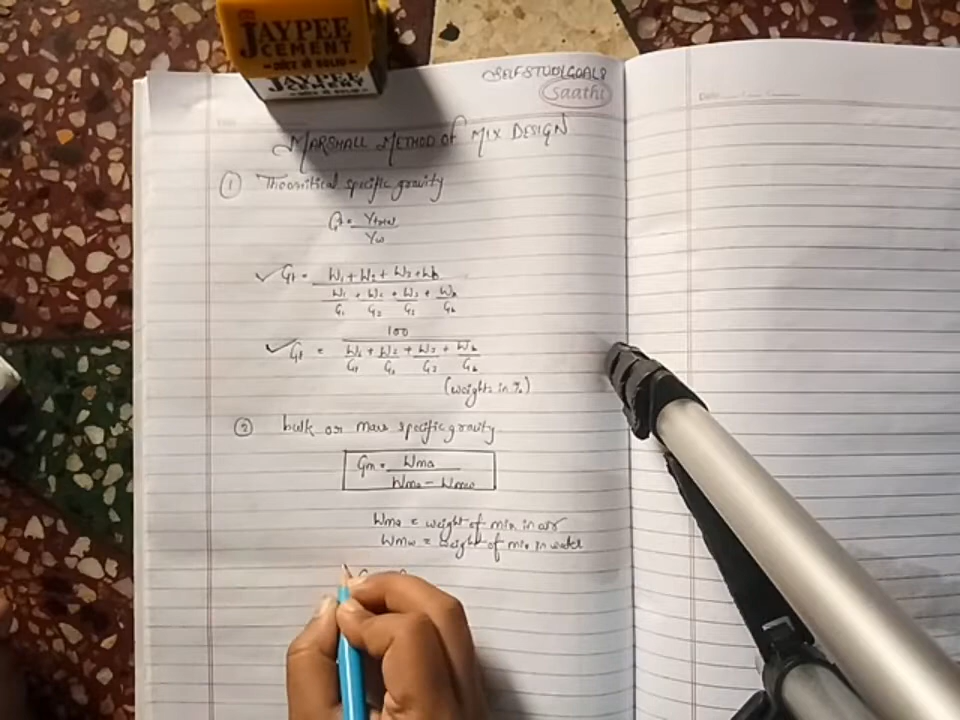 JAYPEE
CEMENT
JAYPEE
CEMENT
SELFSTUDYGOALS
Saathi
MARSHALL METHOD OF MIX DESIGN
① Theoritical specific gravity
Gt = γtheo / γw
✓ Gt = W₁ + W₂ + W₃ + Wb / W₁/G₁ + W₂/G₂ + W₃/G₃ + Wb/Gb
✓ Gt = 100 / W₁/G₁ + W₂/G₂ + W₃/G₃ + Wb/Gb
(weights in %)
② bulk or mass specific gravity
Gm = Wma / Wma - Wmw
Wma = weight of mix in air
Wmw = weight of mix in water